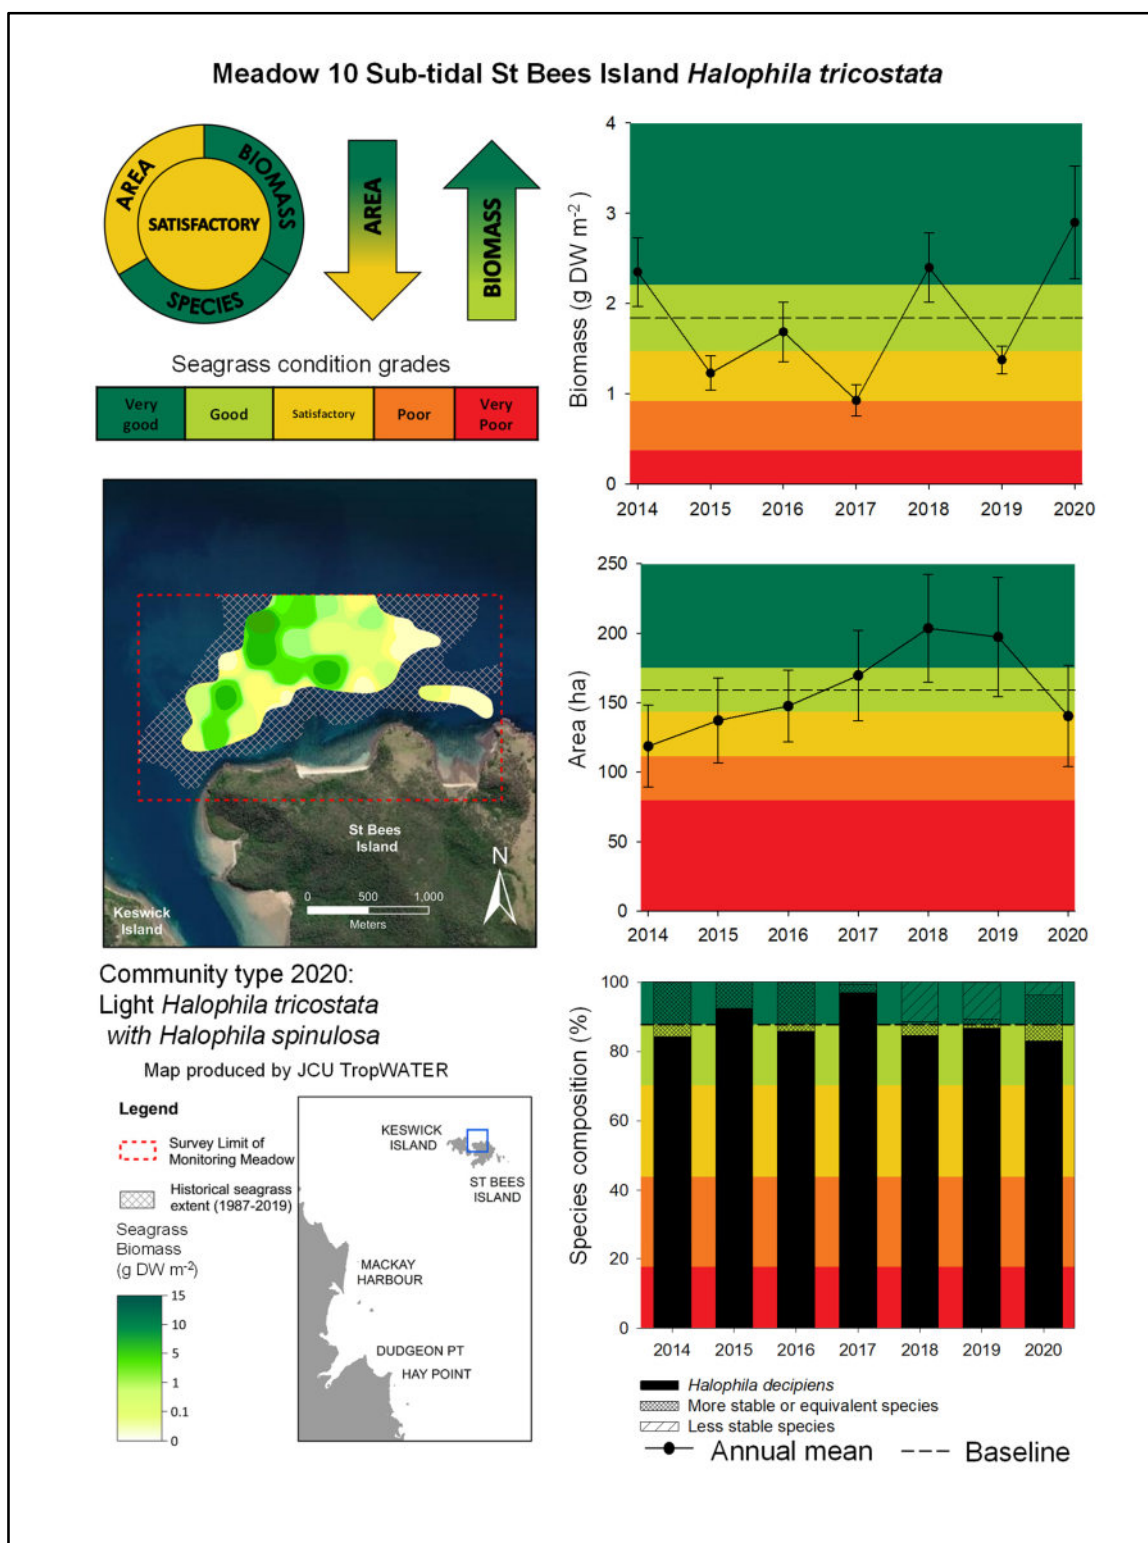 Meadow 10 Sub-tidal St Bees Island Halophila tricostata
AREA
BIOMASS
SATISFACTORY
SPECIES
AREA
BIOMASS
Seagrass condition grades
Very good
Good
Satisfactory
Poor
Very Poor
4
3
2
1
0
Biomass (g DW m-2 )
2014 2015 2016 2017 2018 2019 2020
St Bees
Island
Keswick
Island
N
0 500 1,000
Meters
250
200
150
100
50
0
Area (ha)
2014 2015 2016 2017 2018 2019 2020
Community type 2020:
Light Halophila tricostata
with Halophila spinulosa
Map produced by JCU TropWATER
Legend
Survey Limit of
Monitoring Meadow
Historical seagrass
extent (1987-2019)
Seagrass
Biomass
(g DW m-2)
15
10
5
1
0.1
0
KESWICK
ISLAND
ST BEES
ISLAND
MACKAY
HARBOUR
DUDGEON PT
HAY POINT
100
80
60
40
20
0
Species composition (%)
2014 2015 2016 2017 2018 2019 2020
Halophila decipiens
More stable or equivalent species
Less stable species
Annual mean
Baseline